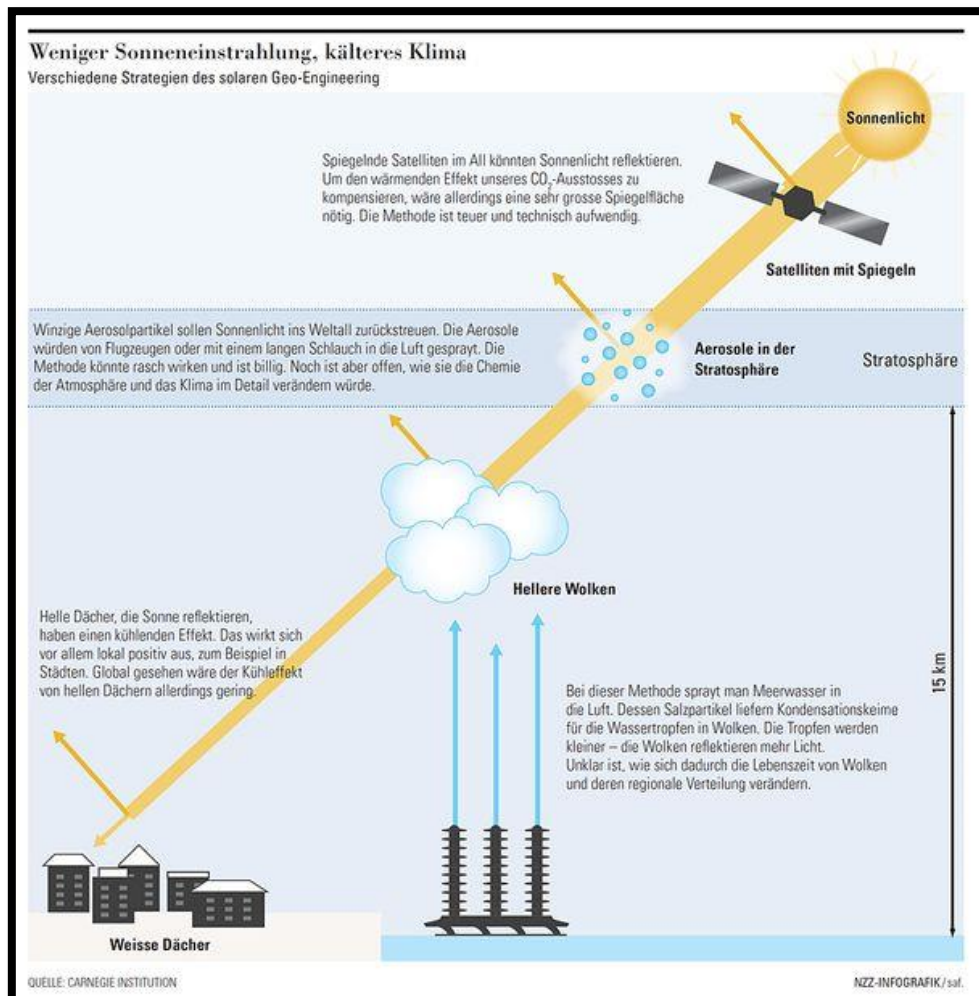 Weniger Sonneneinstrahlung, kälteres Klima
Verschiedene Strategien des solaren Geo-Engineering
Sonnenlicht
Spiegelnde Satelliten im All könnten Sonnenlicht reflektieren.
Um den wärmenden Effekt unseres CO₂-Ausstosses zu
kompensieren, wäre allerdings eine sehr grosse Spiegelfläche
nötig. Die Methode ist teuer und technisch aufwendig.
Satelliten mit Spiegeln
Winzige Aerosolpartikel sollen Sonnenlicht ins Weltall zurückstreuen. Die Aerosole
würden von Flugzeugen oder mit einem langen Schlauch in die Luft gesprayt. Die
Methode könnte rasch wirken und ist billig. Noch ist aber offen, wie sie die Chemie
der Atmosphäre und das Klima im Detail verändern würde.
Aerosole in der
Stratosphäre
Stratosphäre
Hellere Wolken
Helle Dächer, die Sonne reflektieren,
haben einen kühlenden Effekt. Das wirkt sich
vor allem lokal positiv aus, zum Beispiel in
Städten. Global gesehen wäre der Kühleffekt
von hellen Dächern allerdings gering.
15 km
Bei dieser Methode sprayt man Meerwasser in
die Luft. Dessen Salzpartikel liefern Kondensationskeime
für die Wassertropfen in Wolken. Die Tropfen werden
kleiner – die Wolken reflektieren mehr Licht.
Unklar ist, wie sich dadurch die Lebenszeit von Wolken
und deren regionale Verteilung verändern.
Weisse Dächer
QUELLE: CARNEGIE INSTITUTION
NZZ-INFOGRAFIK/saf.